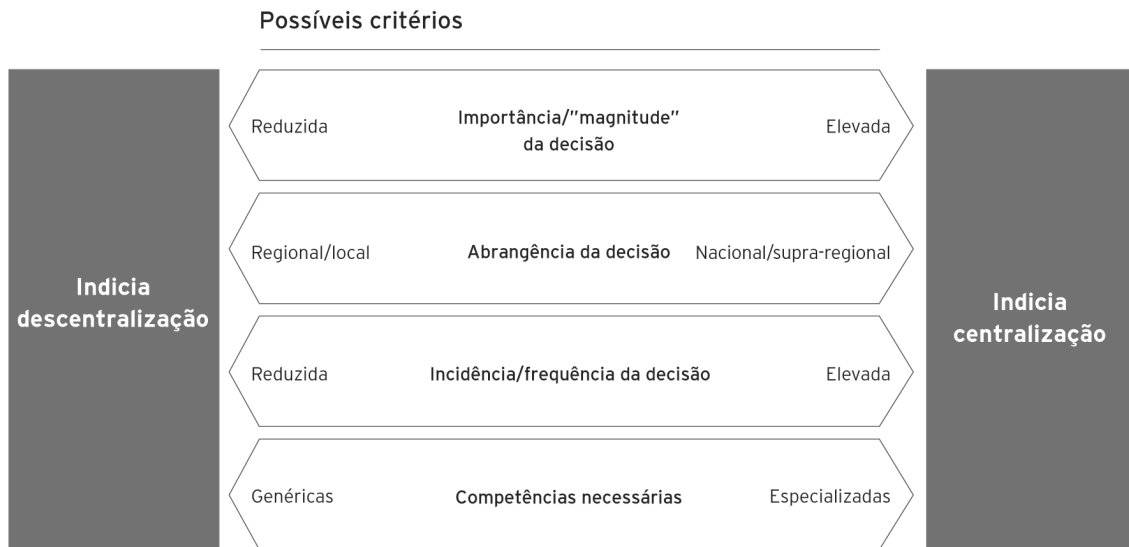 Possíveis critérios
Indicia
descentralização
Reduzida
Importância/”magnitude”
da decisão
Elevada
Regional/local
Abrangência da decisão
Nacional/supra-regional
Reduzida
Incidência/frequência da decisão
Elevada
Genéricas
Competências necessárias
Especializadas
Indicia
centralização